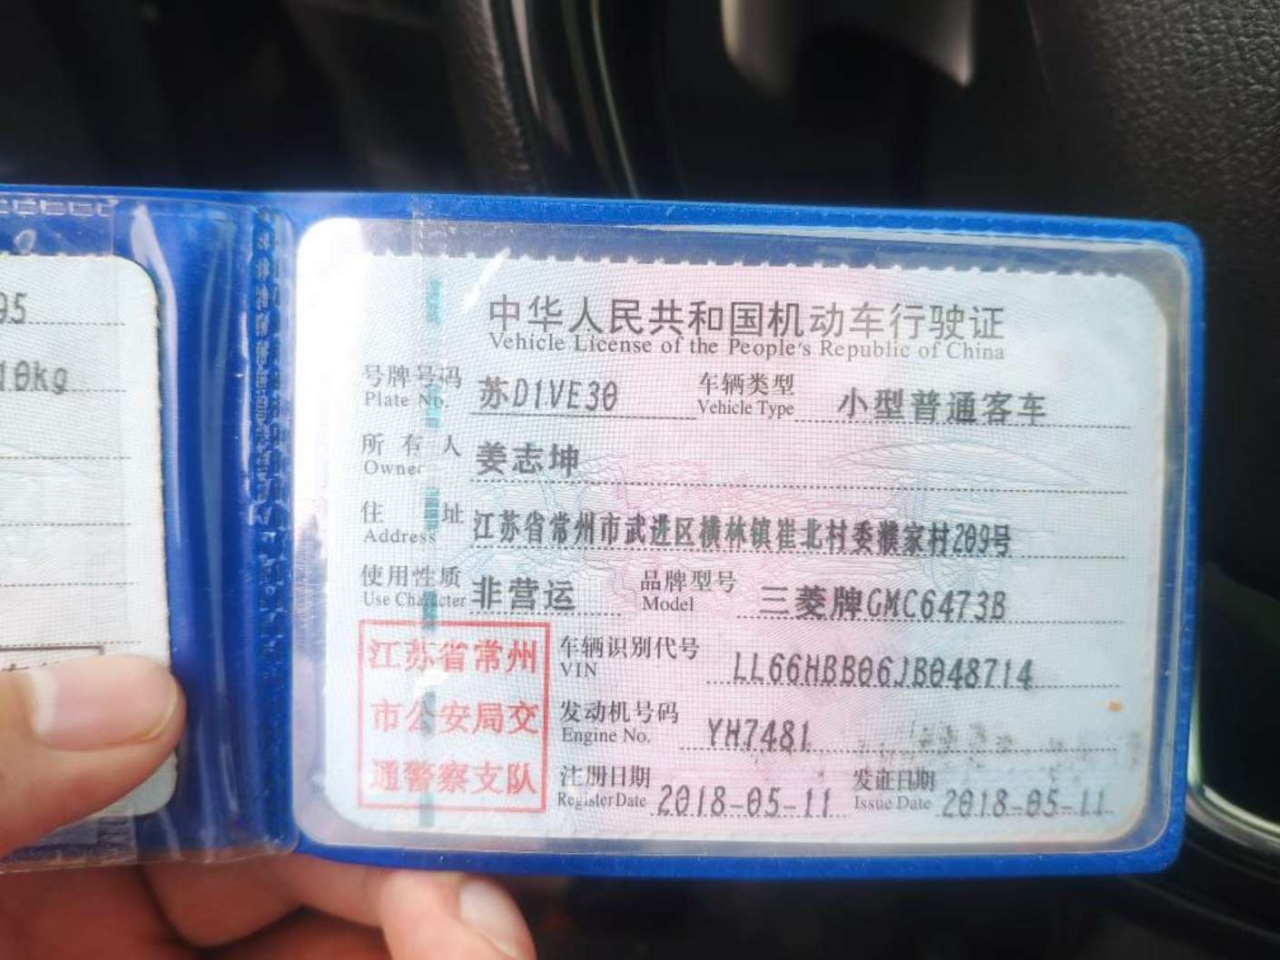 95
10kg
中华人民共和国机动车行驶证
Vehicle License of the People's Republic of China
号牌号码 苏D1VE30 车辆类型 小型普通客车
Plate No. Vehicle Type
所有人 姜志坤
Owner
住址 江苏省常州市武进区横林镇崔北村委濮家村209号
Address
使用性质 非营运 品牌型号 三菱牌GMC6473B
Use Character Model
江苏省常州
市公安局交
通警察支队
车辆识别代号 LL66HBB06JB048714
VIN
发动机号码 YH7481
Engine No.
注册日期 2018-05-11 发证日期 2018-05-11
Register Date Issue Date